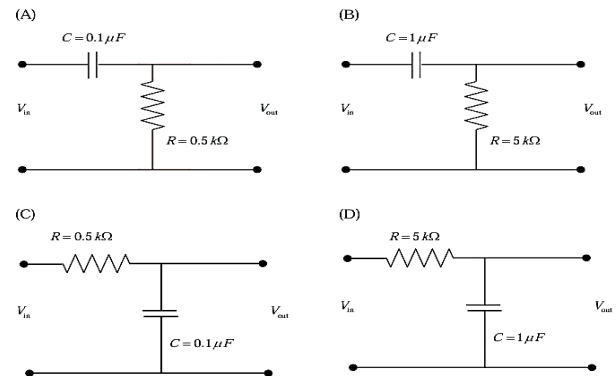 (A)
C = 0.1 μF
V_in
V_out
R = 0.5 kΩ
(B)
C = 1 μF
V_in
V_out
R = 5 kΩ
(C)
R = 0.5 kΩ
V_in
V_out
C = 0.1 μF
(D)
R = 5 kΩ
V_in
V_out
C = 1 μF